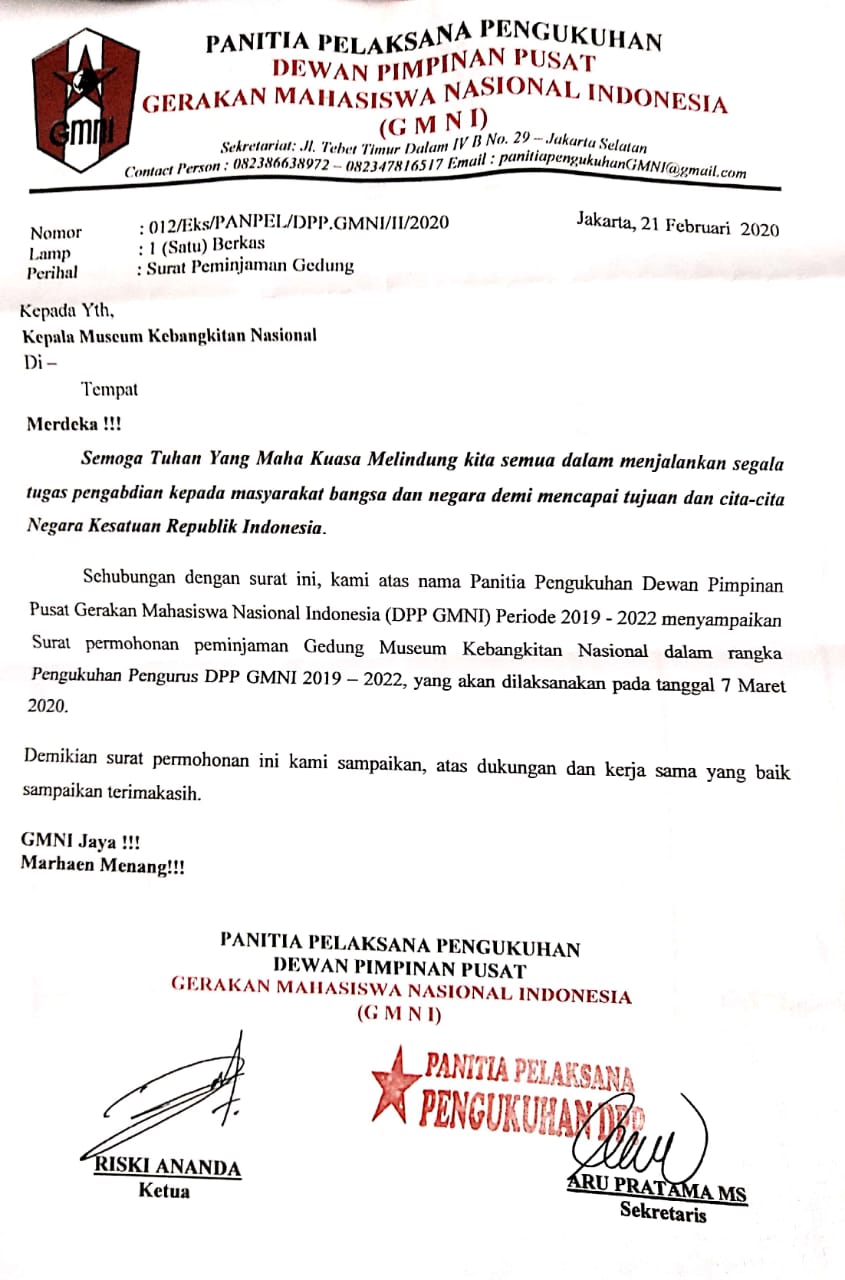 PANITIA PELAKSANA PENGUKUHAN
DEWAN PIMPINAN PUSAT
GERAKAN MAHASISWA NASIONAL INDONESIA
(G M N I)
GMNI
Sekretariat: Jl. Tebet Timur Dalam IV B No. 29 – Jakarta Selatan
Contact Person : 082386638972 – 082347816517 Email : panitiapengukuhanGMNI@gmail.com
Nomor : 012/Eks/PANPEL/DPP.GMNI/II/2020 Jakarta, 21 Februari 2020
Lamp : 1 (Satu) Berkas
Perihal : Surat Peminjaman Gedung
Kepada Yth,
Kepala Museum Kebangkitan Nasional
Di –
Tempat
Merdeka !!!
Semoga Tuhan Yang Maha Kuasa Melindung kita semua dalam menjalankan segala
tugas pengabdian kepada masyarakat bangsa dan negara demi mencapai tujuan dan cita-cita
Negara Kesatuan Republik Indonesia.
Sehubungan dengan surat ini, kami atas nama Panitia Pengukuhan Dewan Pimpinan
Pusat Gerakan Mahasiswa Nasional Indonesia (DPP GMNI) Periode 2019 - 2022 menyampaikan
Surat permohonan peminjaman Gedung Museum Kebangkitan Nasional dalam rangka
Pengukuhan Pengurus DPP GMNI 2019 – 2022, yang akan dilaksanakan pada tanggal 7 Maret
2020.
Demikian surat permohonan ini kami sampaikan, atas dukungan dan kerja sama yang baik
sampaikan terimakasih.
GMNI Jaya !!!
Marhaen Menang!!!
PANITIA PELAKSANA PENGUKUHAN
DEWAN PIMPINAN PUSAT
GERAKAN MAHASISWA NASIONAL INDONESIA
(G M N I)
PANITIA PELAKSANA
PENGUKUHAN DPP
RISKI ANANDA
Ketua
ARU PRATAMA MS
Sekretaris